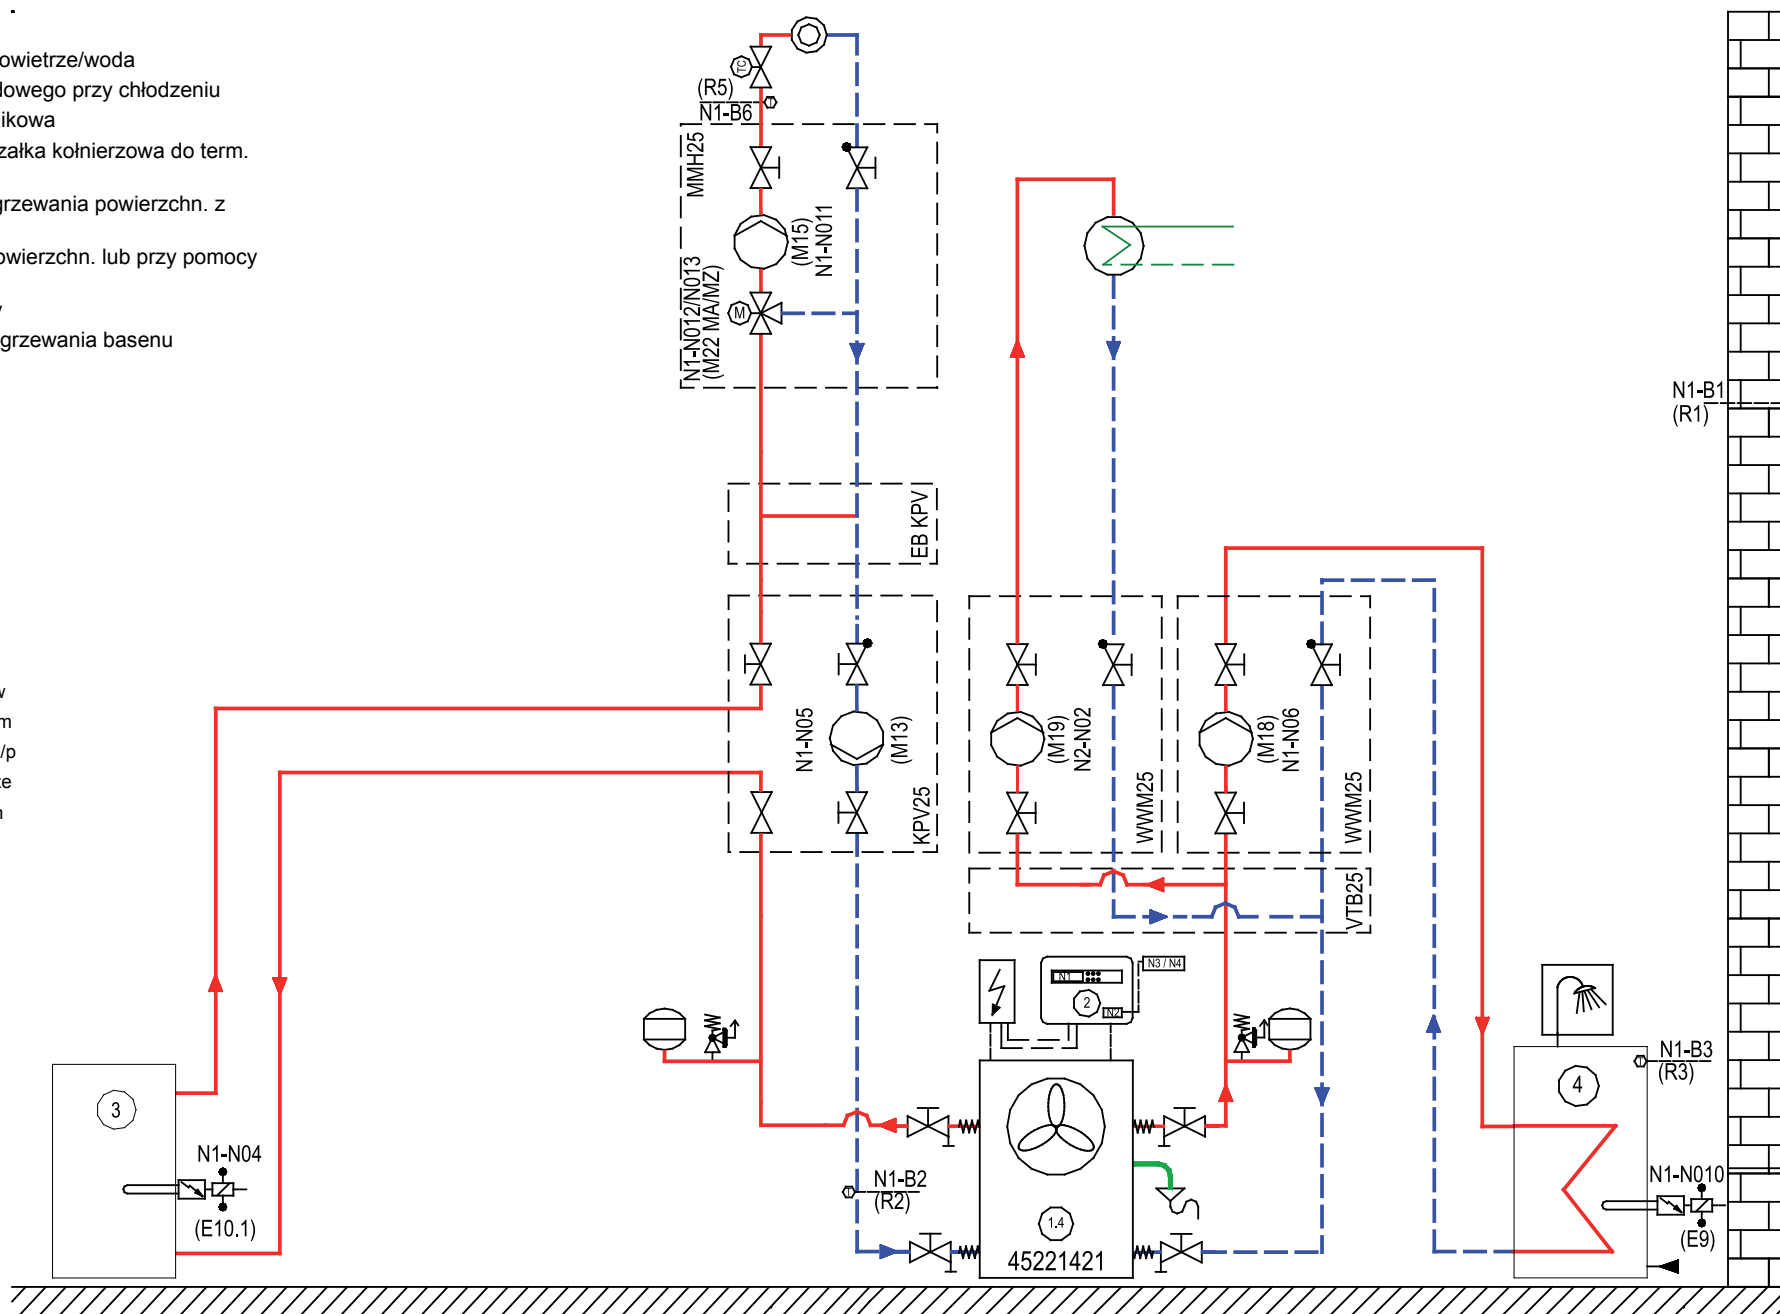 owietrze/woda
dowego przy chłodzeniu
nikowa
załka kołnierzowa do term.
grzewania powierzchn. z
owierzchn. lub przy pomocy
y
grzewania basenu
w
m
/p
ze
h
TC
(R5)
N1-B6
MMH25
(M15)
N1-N011
N1-N012/N013
(M22 MA/MZ)
M
N1-B1
(R1)
EB KPV
N1-N05
(M13)
KPV25
(M19)
N2-N02
WWM25
(M18)
N1-N06
WWM25
VTB25
N1
2
N2
N3 / N4
3
N1-N04
(E10.1)
N1-B2
(R2)
1.4
45221421
N1-B3
(R3)
4
N1-N010
(E9)